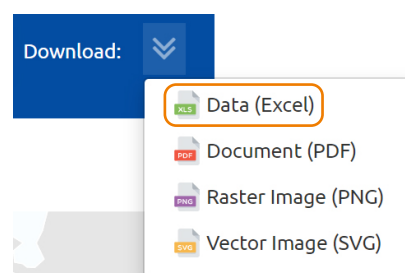 Download:
XLS Data (Excel)
PDF Document (PDF)
PNG Raster Image (PNG)
SVG Vector Image (SVG)